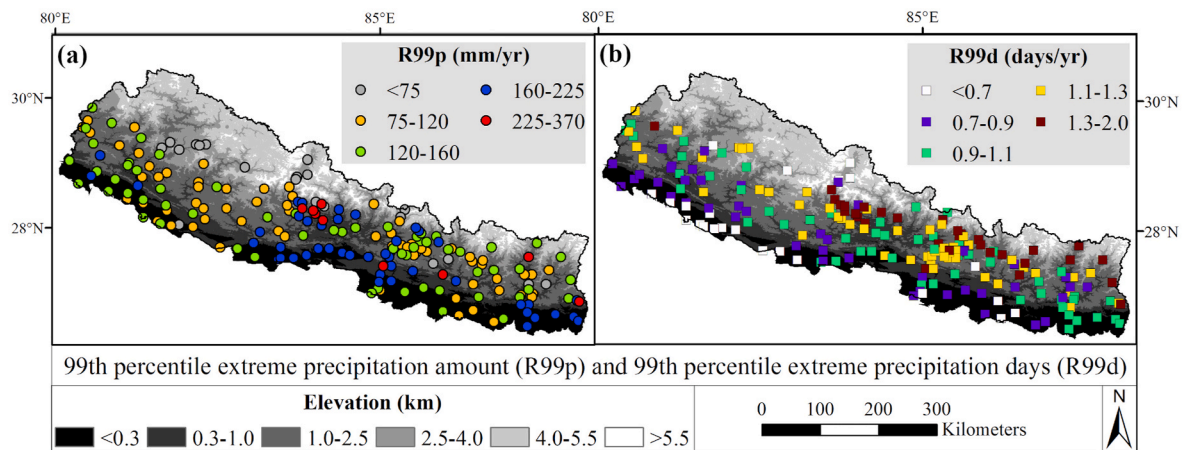 80°E 85°E 80°E 85°E
(a) R99p (mm/yr)
<75 160-225
75-120 225-370
120-160
(b) R99d (days/yr)
<0.7 1.1-1.3
0.7-0.9 1.3-2.0
0.9-1.1
30°N 30°N
28°N 28°N
99th percentile extreme precipitation amount (R99p) and 99th percentile extreme precipitation days (R99d)
Elevation (km)
<0.3 0.3-1.0 1.0-2.5 2.5-4.0 4.0-5.5 >5.5
0 100 200 300
Kilometers
N